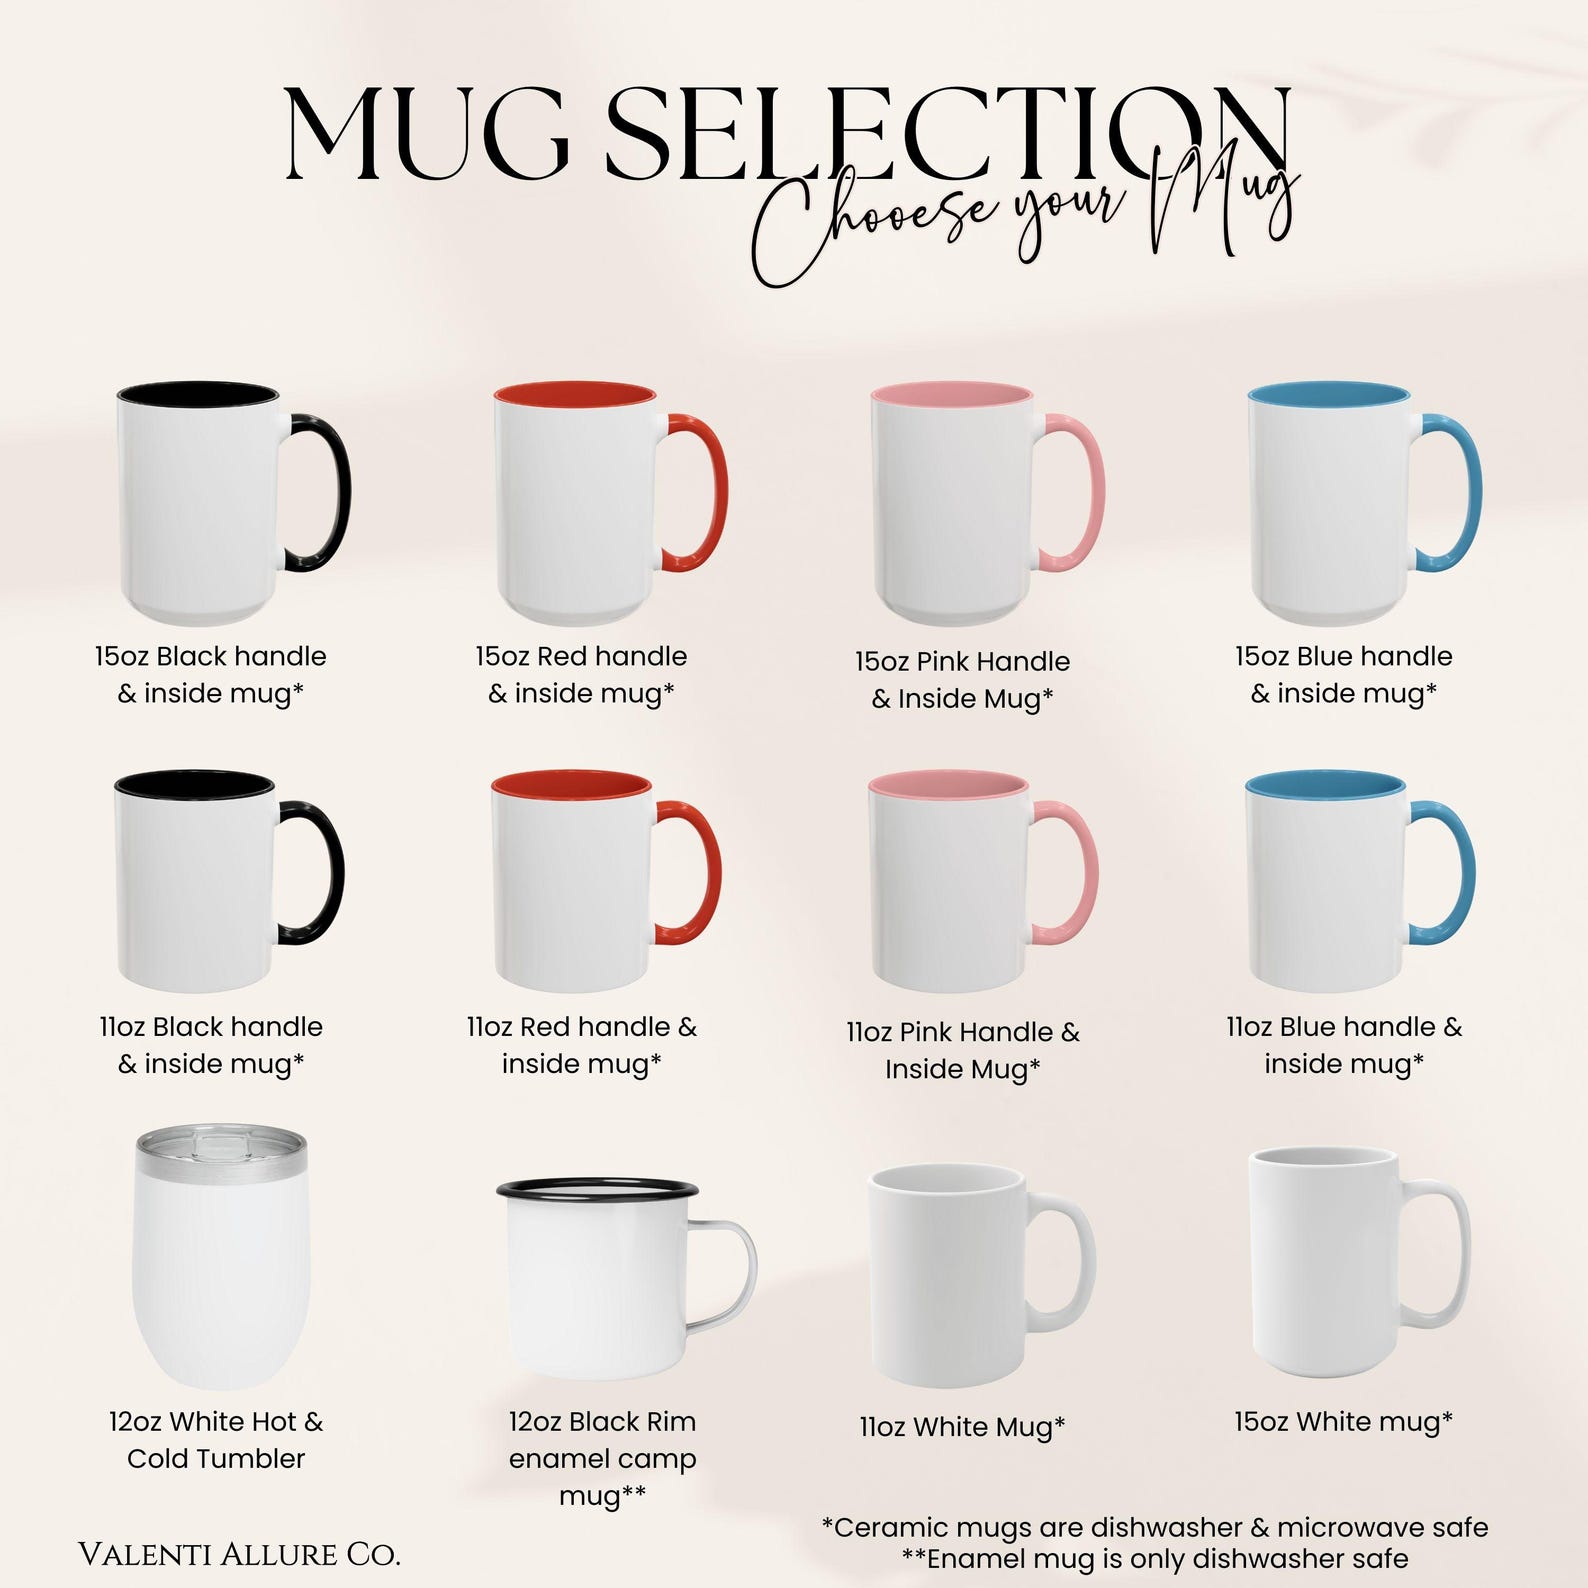 MUG SELECTION
Chooese your Mug
15oz Black handle
& inside mug*
15oz Red handle
& inside mug*
15oz Pink Handle
& Inside Mug*
15oz Blue handle
& inside mug*
11oz Black handle
& inside mug*
11oz Red handle &
inside mug*
11oz Pink Handle &
Inside Mug*
11oz Blue handle &
inside mug*
12oz White Hot &
Cold Tumbler
12oz Black Rim
enamel camp
mug**
11oz White Mug*
15oz White mug*
*Ceramic mugs are dishwasher & microwave safe
**Enamel mug is only dishwasher safe
VALENTI ALLURE CO.